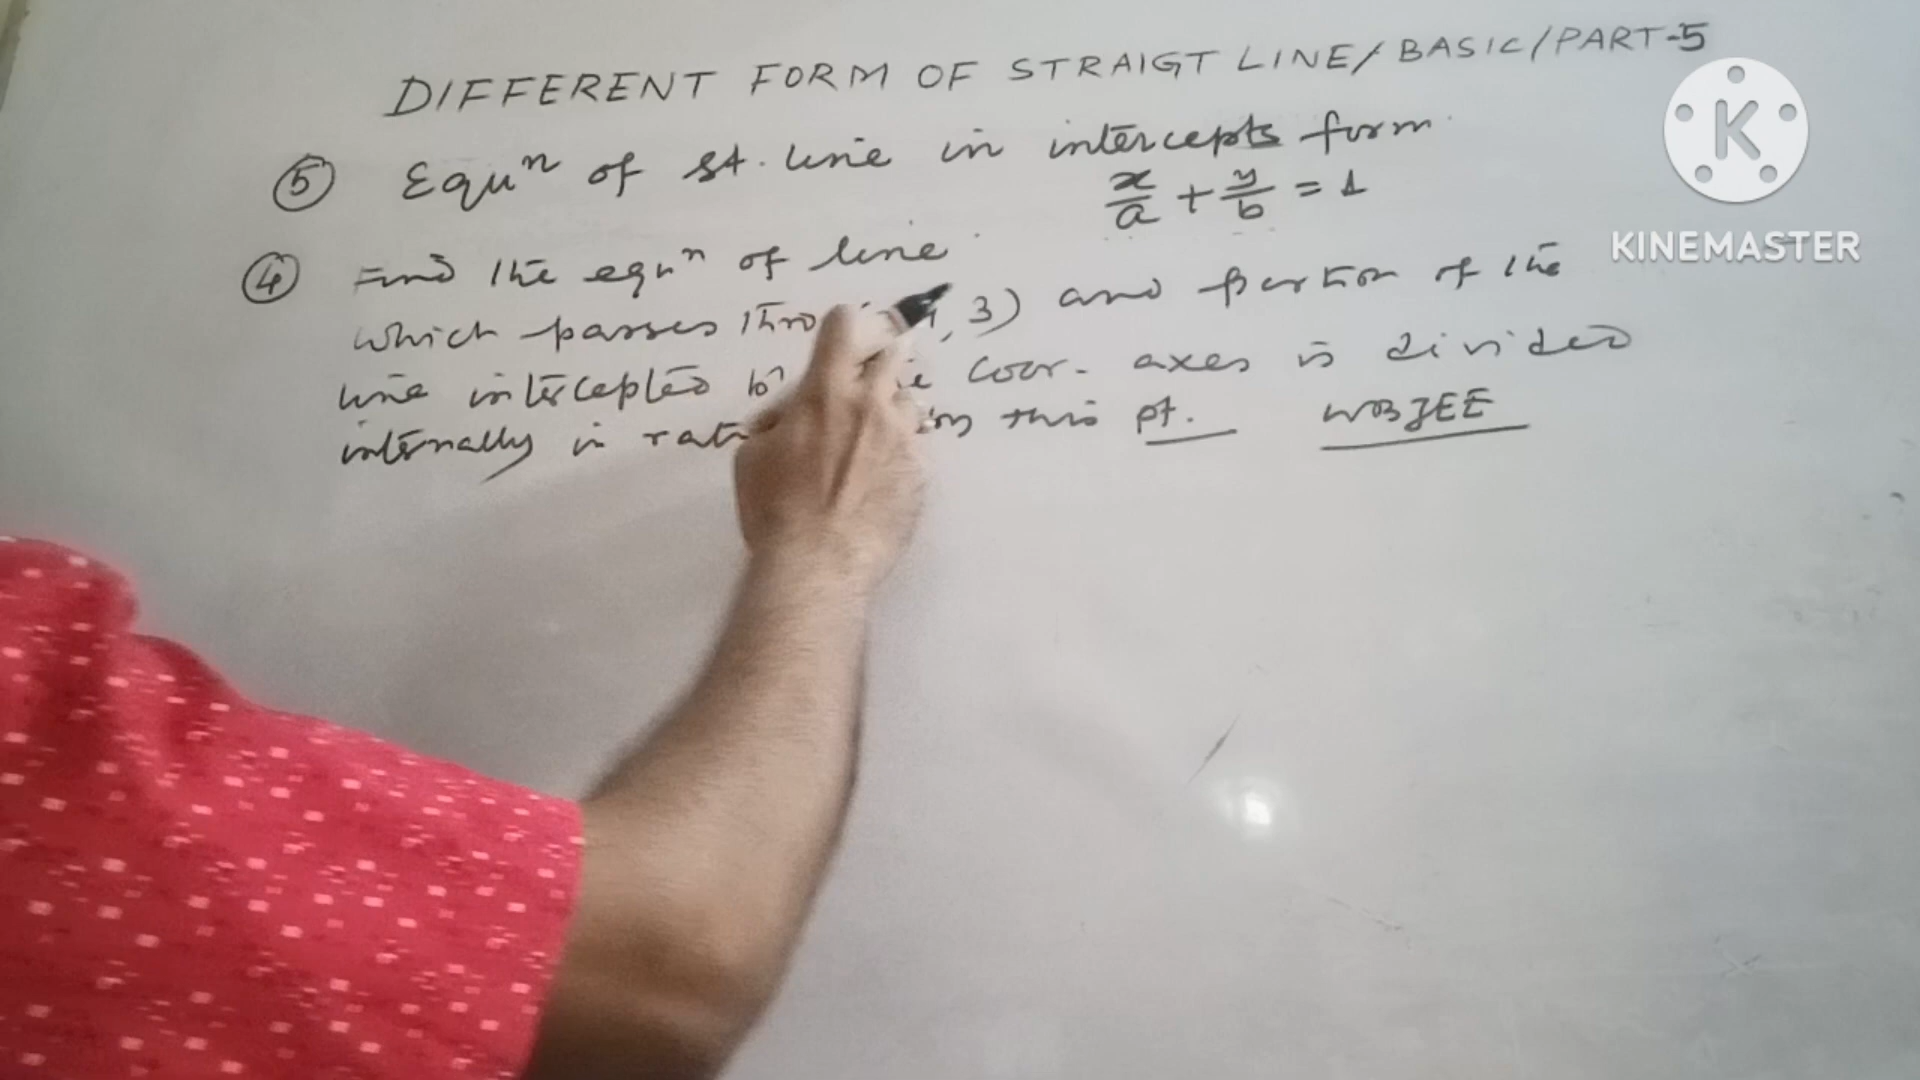 DIFFERENT FORM OF STRAIGT LINE/BASIC/PART-5
⑤ Equⁿ of st. line in intercepts form
x/a + y/b = 1
④ Find the equⁿ of line
which passes thro , 3) and portion of the
line intercepted coor. axes is divided
internally in this pt. WBJEE
K
KINEMASTER